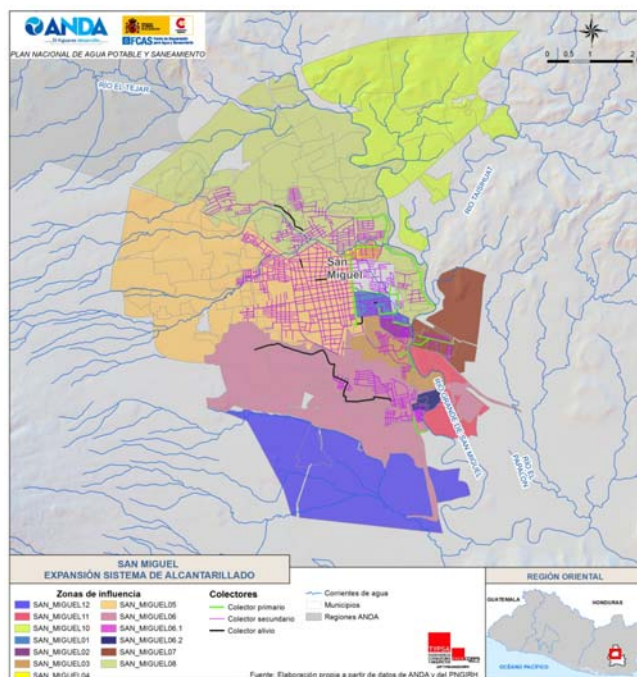 ANDA
PLAN NACIONAL DE AGUA POTABLE Y SANEAMIENTO
FCAS
0 0.5 1 2
RIO EL TEJAR
RIO TAISIHUAT
San
Miguel
RIO GRANDE DE SAN MIGUEL
RIO EL
PAPALON
SAN MIGUEL
EXPANSIÓN SISTEMA DE ALCANTARILLADO
Zonas de influencia
SAN_MIGUEL12
SAN_MIGUEL11
SAN_MIGUEL10
SAN_MIGUEL01
SAN_MIGUEL02
SAN_MIGUEL03
SAN_MIGUEL04
SAN_MIGUEL05
SAN_MIGUEL06
SAN_MIGUEL06.1
SAN_MIGUEL06.2
SAN_MIGUEL07
SAN_MIGUEL08
Colectores
Colector primario
Colector secundario
Colector alivio
Corrientes de agua
Municipios
Regiones ANDA
TYPSA
Fuente: Elaboración propia a partir de datos de ANDA y del PNGIRH
REGIÓN ORIENTAL
GUATEMALA
HONDURAS
OCÉANO PACÍFICO